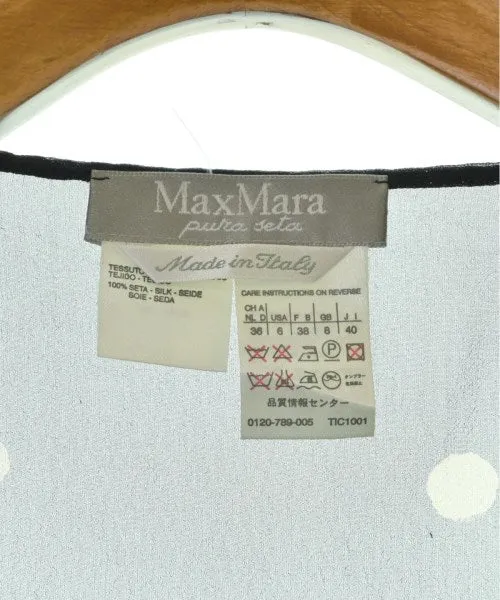 MaxMara
pura seta
Made in Italy
TESSUTO
TEJIDO
100% SETA - SILK - SEIDE
SOIE - SEDA
CARE INSTRUCTIONS ON REVERSE
CH A
NL D USA F B GB J I
36 6 38 8 40
P
品質情報センター
0120-789-005 TIC1001